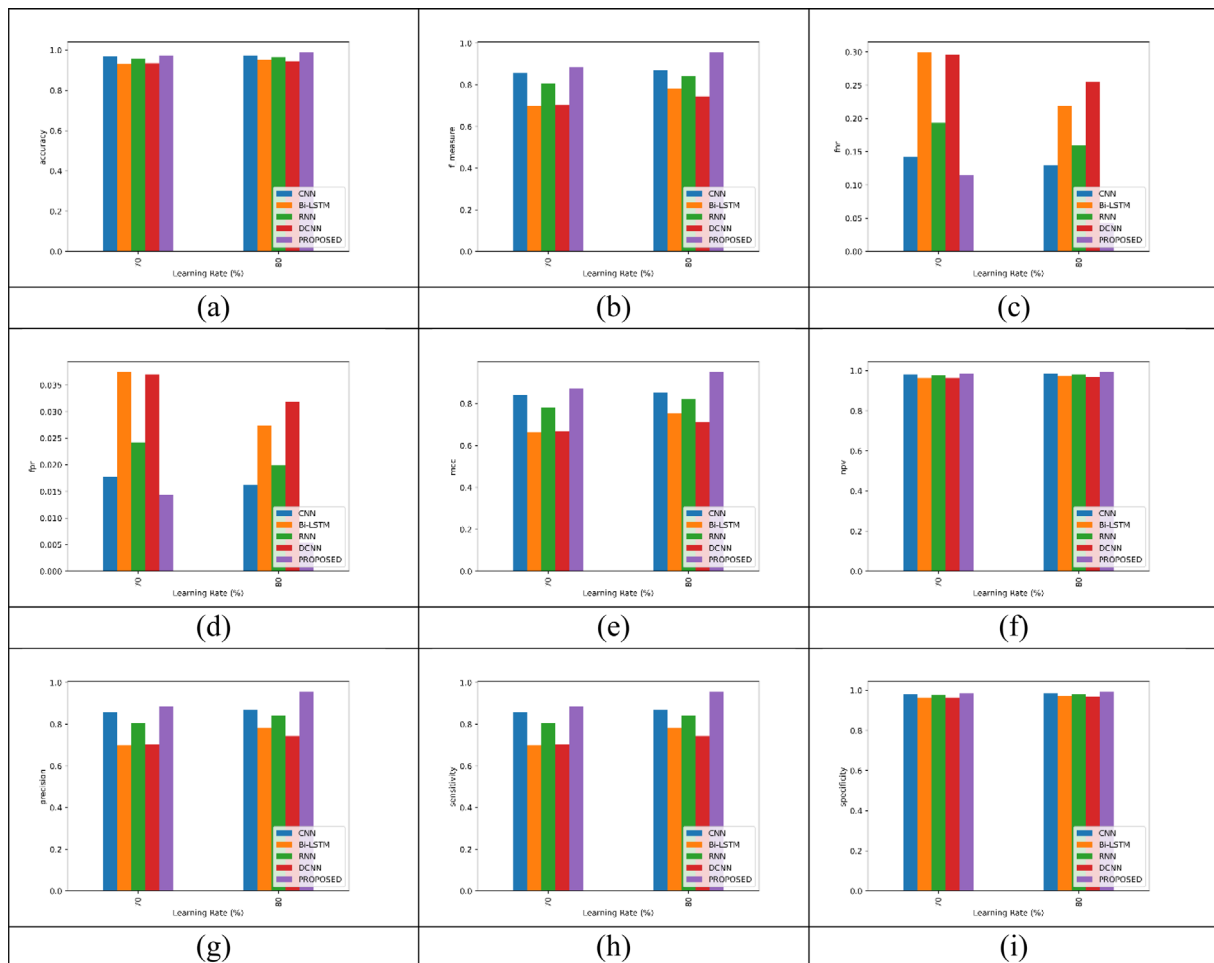 1.0
0.8
0.6
0.4
0.2
0.0
accuracy
70
80
Learning Rate (%)
CNN
Bi-LSTM
RNN
DCNN
PROPOSED
1.0
0.8
0.6
0.4
0.2
0.0
f_measure
70
80
Learning Rate (%)
CNN
Bi-LSTM
RNN
DCNN
PROPOSED
0.30
0.25
0.20
0.15
0.10
0.05
0.00
fnr
70
80
Learning Rate (%)
CNN
Bi-LSTM
RNN
DCNN
PROPOSED
(a)
(b)
(c)
0.035
0.030
0.025
0.020
0.015
0.010
0.005
0.000
fpr
70
80
Learning Rate (%)
CNN
Bi-LSTM
RNN
DCNN
PROPOSED
0.8
0.6
0.4
0.2
0.0
mcc
70
80
Learning Rate (%)
CNN
Bi-LSTM
RNN
DCNN
PROPOSED
1.0
0.8
0.6
0.4
0.2
0.0
npv
70
80
Learning Rate (%)
CNN
Bi-LSTM
RNN
DCNN
PROPOSED
(d)
(e)
(f)
1.0
0.8
0.6
0.4
0.2
0.0
precision
70
80
Learning Rate (%)
CNN
Bi-LSTM
RNN
DCNN
PROPOSED
1.0
0.8
0.6
0.4
0.2
0.0
sensitivity
70
80
Learning Rate (%)
CNN
Bi-LSTM
RNN
DCNN
PROPOSED
1.0
0.8
0.6
0.4
0.2
0.0
specificity
70
80
Learning Rate (%)
CNN
Bi-LSTM
RNN
DCNN
PROPOSED
(g)
(h)
(i)